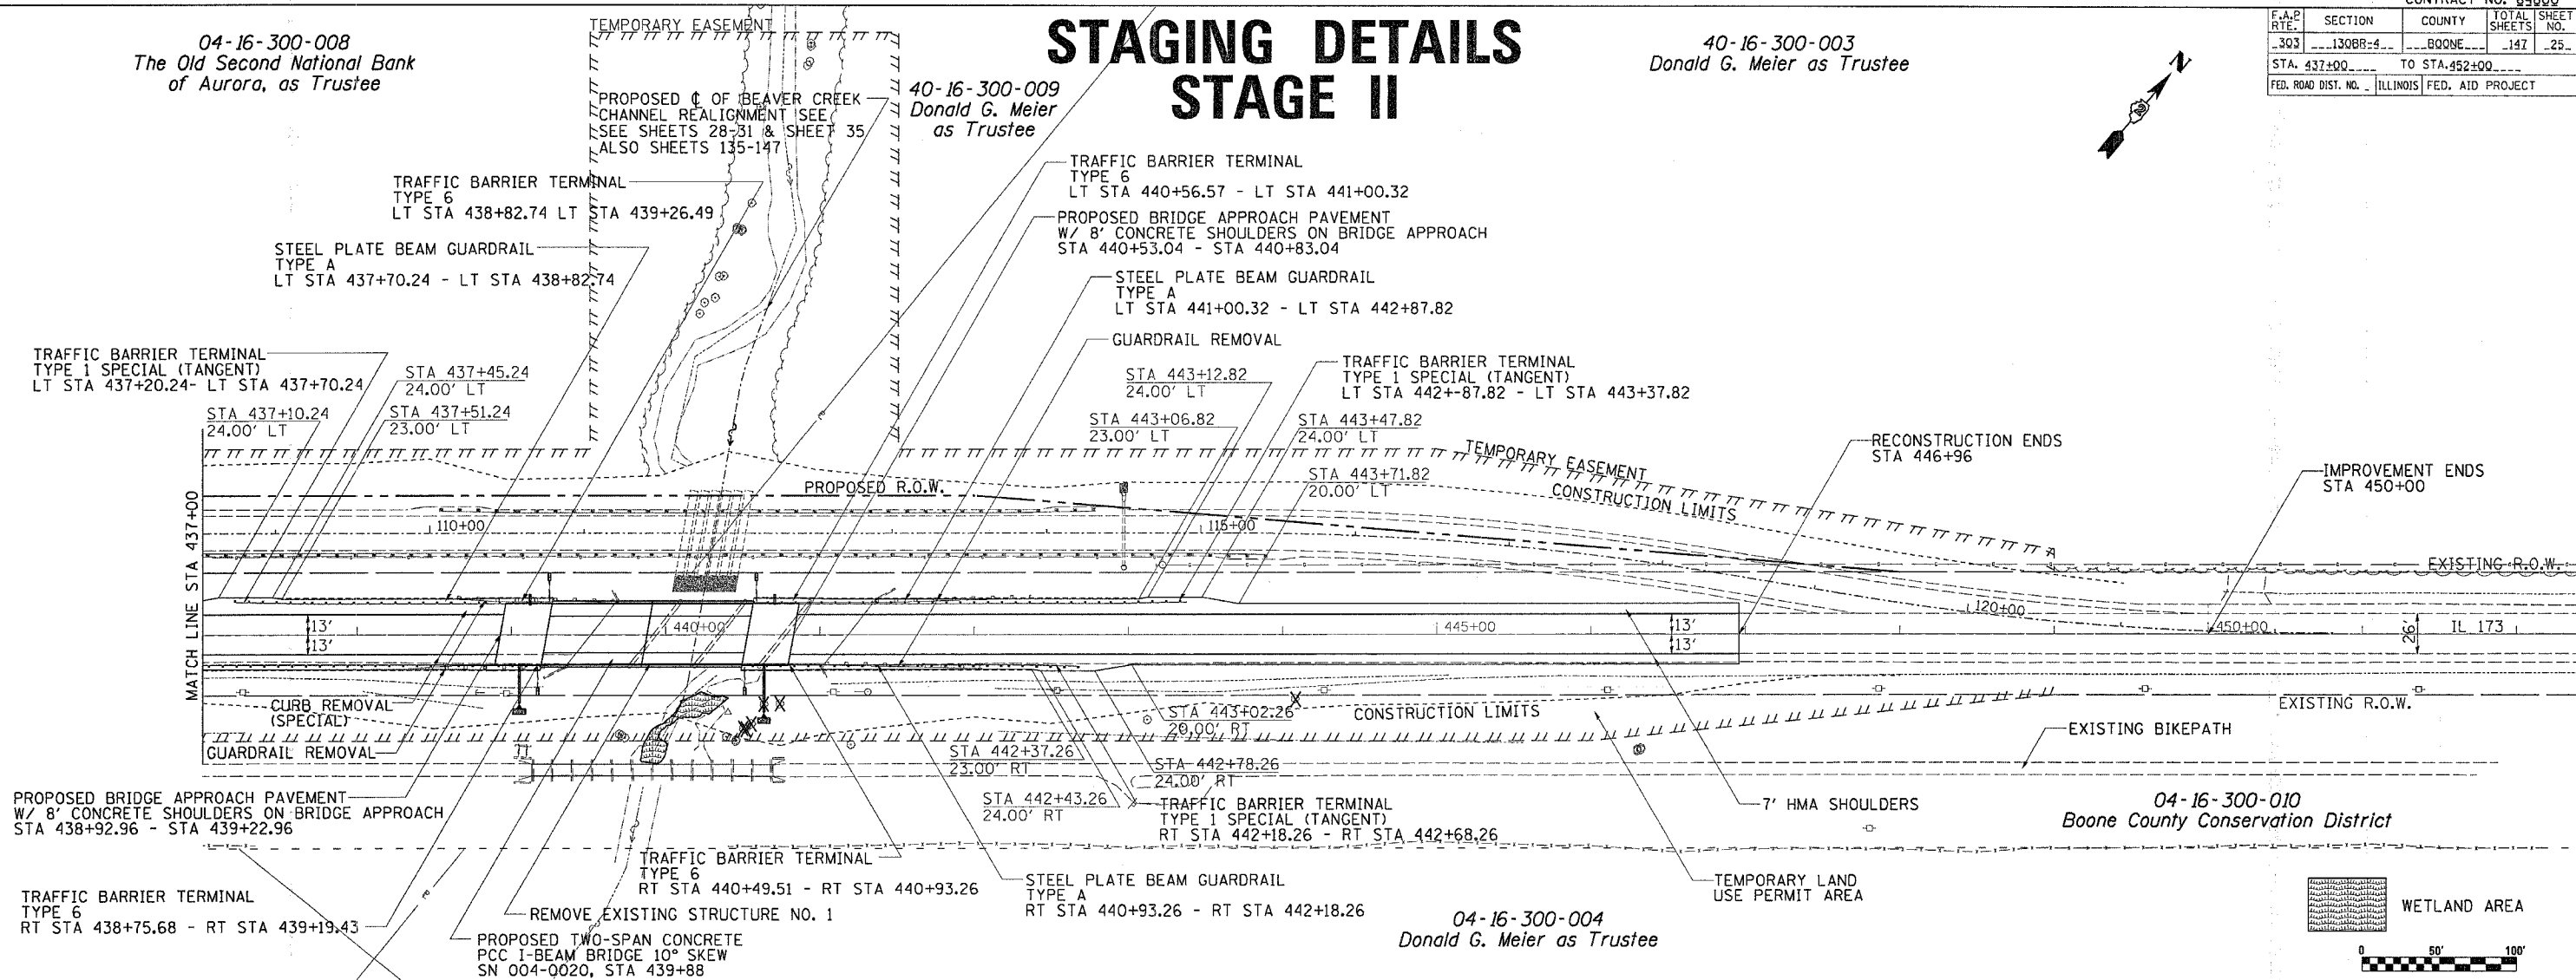 STAGING DETAILS
STAGE II
F.A.P. RTE.
SECTION
COUNTY
TOTAL SHEETS
SHEET NO.
303
130BR-4
BOONE
147
25
STA. 437+00 TO STA.452+00
FED. ROAD DIST. NO.
ILLINOIS
FED. AID PROJECT
04-16-300-008
The Old Second National Bank
of Aurora, as Trustee
TEMPORARY EASEMENT
PROPOSED ℄ OF BEAVER CREEK
CHANNEL REALIGNMENT SEE
SEE SHEETS 28-31 & SHEET 35
ALSO SHEETS 135-147
40-16-300-009
Donald G. Meier
as Trustee
40-16-300-003
Donald G. Meier as Trustee
N
TRAFFIC BARRIER TERMINAL
TYPE 6
LT STA 438+82.74 LT STA 439+26.49
STEEL PLATE BEAM GUARDRAIL
TYPE A
LT STA 437+70.24 - LT STA 438+82.74
TRAFFIC BARRIER TERMINAL
TYPE 1 SPECIAL (TANGENT)
LT STA 437+20.24- LT STA 437+70.24
STA 437+45.24
24.00' LT
STA 437+10.24
24.00' LT
STA 437+51.24
23.00' LT
TRAFFIC BARRIER TERMINAL
TYPE 6
LT STA 440+56.57 - LT STA 441+00.32
PROPOSED BRIDGE APPROACH PAVEMENT
W/ 8' CONCRETE SHOULDERS ON BRIDGE APPROACH
STA 440+53.04 - STA 440+83.04
STEEL PLATE BEAM GUARDRAIL
TYPE A
LT STA 441+00.32 - LT STA 442+87.82
GUARDRAIL REMOVAL
TRAFFIC BARRIER TERMINAL
TYPE 1 SPECIAL (TANGENT)
LT STA 442+-87.82 - LT STA 443+37.82
STA 443+12.82
24.00' LT
STA 443+06.82
23.00' LT
STA 443+47.82
24.00' LT
STA 443+71.82
20.00' LT
TEMPORARY EASEMENT
CONSTRUCTION LIMITS
RECONSTRUCTION ENDS
STA 446+96
IMPROVEMENT ENDS
STA 450+00
PROPOSED R.O.W.
110+00
115+00
120+00
EXISTING R.O.W.
MATCH LINE STA 437+00
13'
13'
440+00
445+00
13'
13'
450+00
26'
IL 173
CURB REMOVAL
(SPECIAL)
GUARDRAIL REMOVAL
STA 443+02.26
20.00' RT
CONSTRUCTION LIMITS
EXISTING R.O.W.
EXISTING BIKEPATH
STA 442+37.26
23.00' RT
STA 442+78.26
24.00' RT
STA 442+43.26
24.00' RT
TRAFFIC BARRIER TERMINAL
TYPE 1 SPECIAL (TANGENT)
RT STA 442+18.26 - RT STA 442+68.26
7' HMA SHOULDERS
04-16-300-010
Boone County Conservation District
PROPOSED BRIDGE APPROACH PAVEMENT
W/ 8' CONCRETE SHOULDERS ON BRIDGE APPROACH
STA 438+92.96 - STA 439+22.96
TRAFFIC BARRIER TERMINAL
TYPE 6
RT STA 440+49.51 - RT STA 440+93.26
STEEL PLATE BEAM GUARDRAIL
TYPE A
RT STA 440+93.26 - RT STA 442+18.26
TEMPORARY LAND
USE PERMIT AREA
TRAFFIC BARRIER TERMINAL
TYPE 6
RT STA 438+75.68 - RT STA 439+19.43
REMOVE EXISTING STRUCTURE NO. 1
PROPOSED TWO-SPAN CONCRETE
PCC I-BEAM BRIDGE 10° SKEW
SN 004-0020, STA 439+88
04-16-300-004
Donald G. Meier as Trustee
WETLAND AREA
0 50' 100'